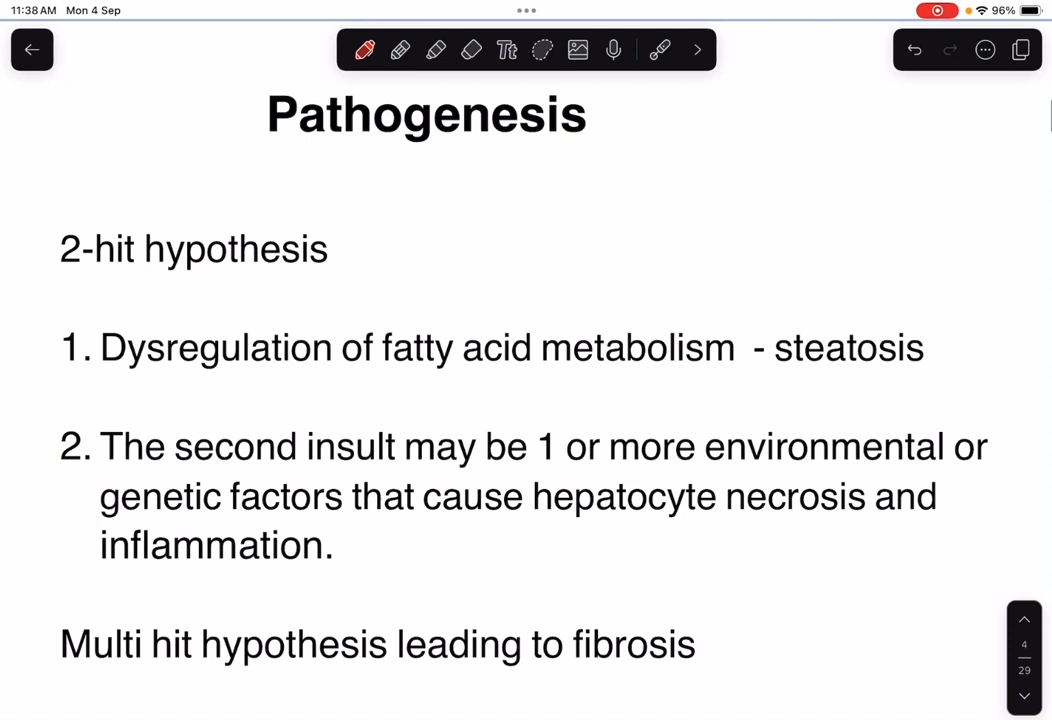 11:38 AM Mon 4 Sep
96%
Tt
Pathogenesis
2-hit hypothesis
1. Dysregulation of fatty acid metabolism - steatosis
2. The second insult may be 1 or more environmental or
genetic factors that cause hepatocyte necrosis and
inflammation.
Multi hit hypothesis leading to fibrosis
4
29